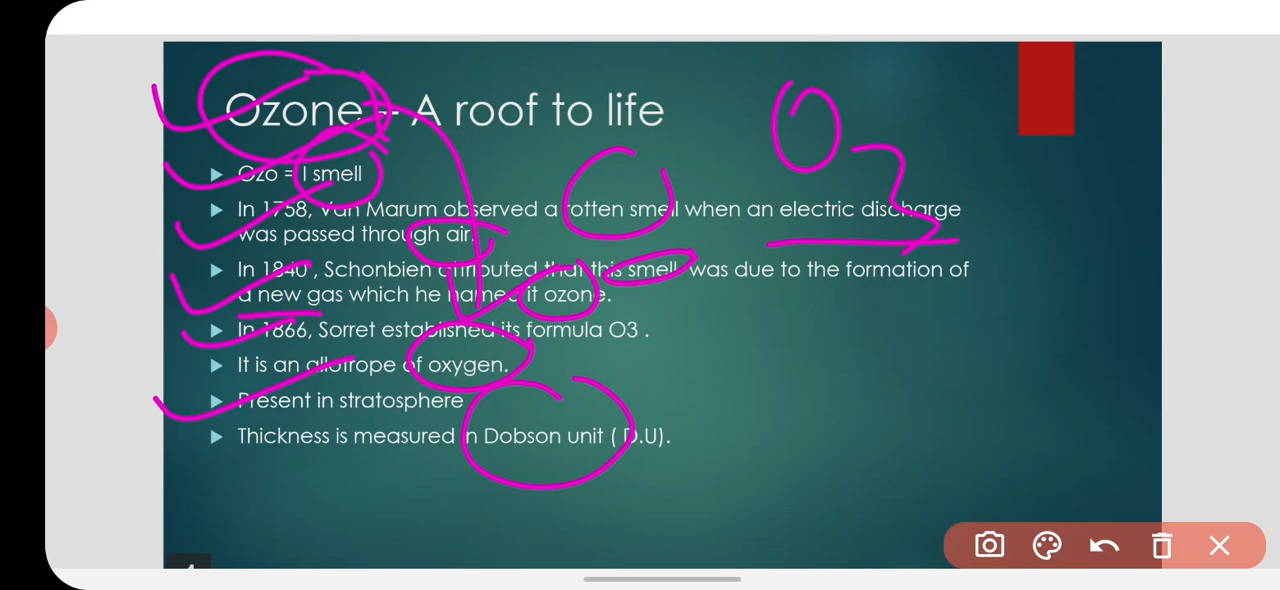 Ozone - A roof to life
O3
Ozo = I smell
In 1758, Van Marum observed a rotten smell when an electric discharge
was passed through air.
In 1840 , Schonbien attributed that this smell was due to the formation of
a new gas which he named it ozone.
In 1866, Sorret established its formula O3 .
It is an allotrope of oxygen.
Present in stratosphere
Thickness is measured in Dobson unit ( D.U).